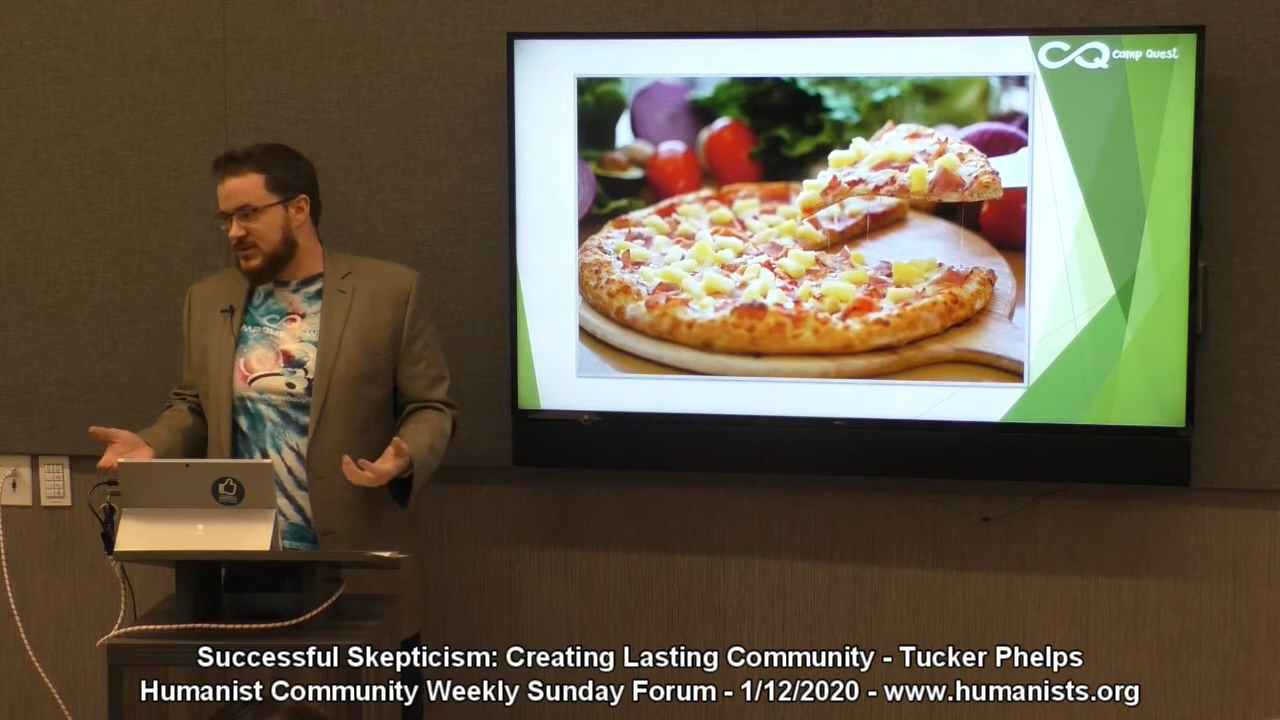 CQ Camp Quest
Successful Skepticism: Creating Lasting Community - Tucker Phelps
Humanist Community Weekly Sunday Forum - 1/12/2020 - www.humanists.org